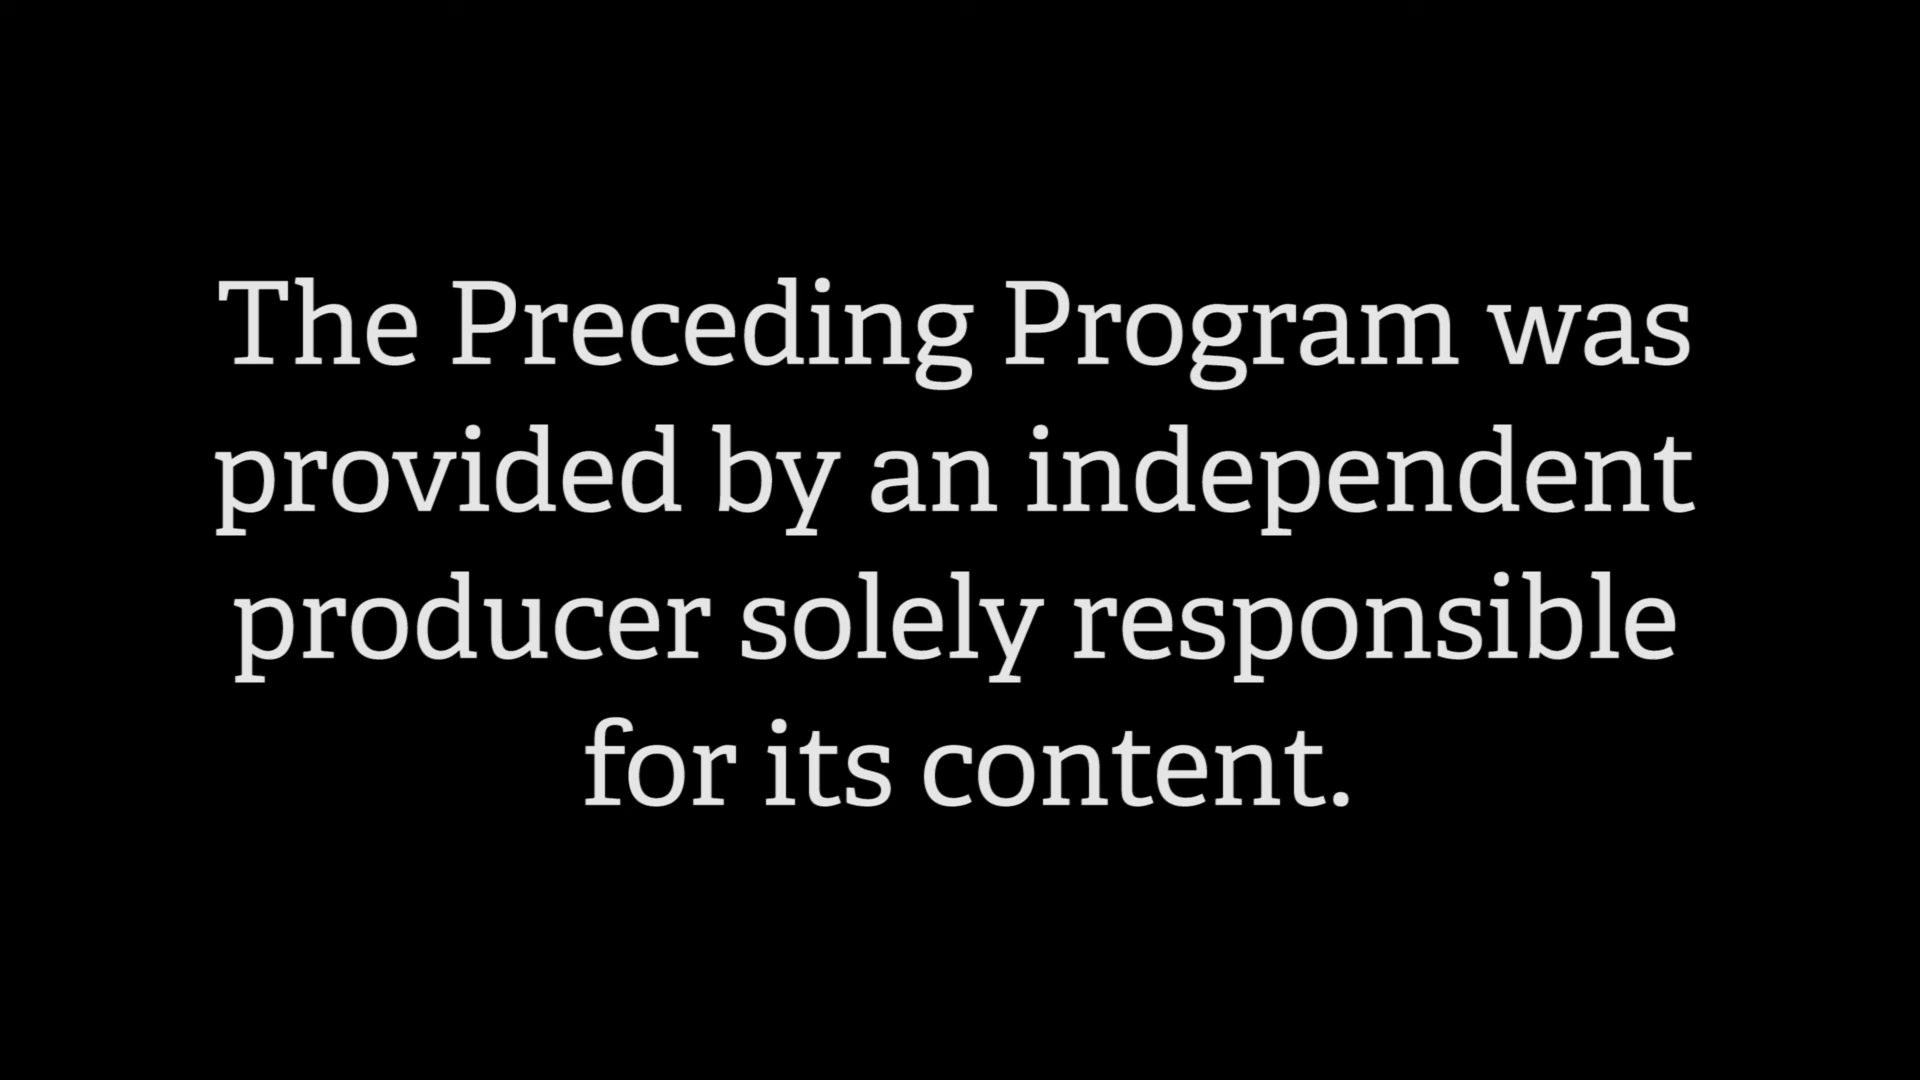 The Preceding Program was
provided by an independent
producer solely responsible
for its content.